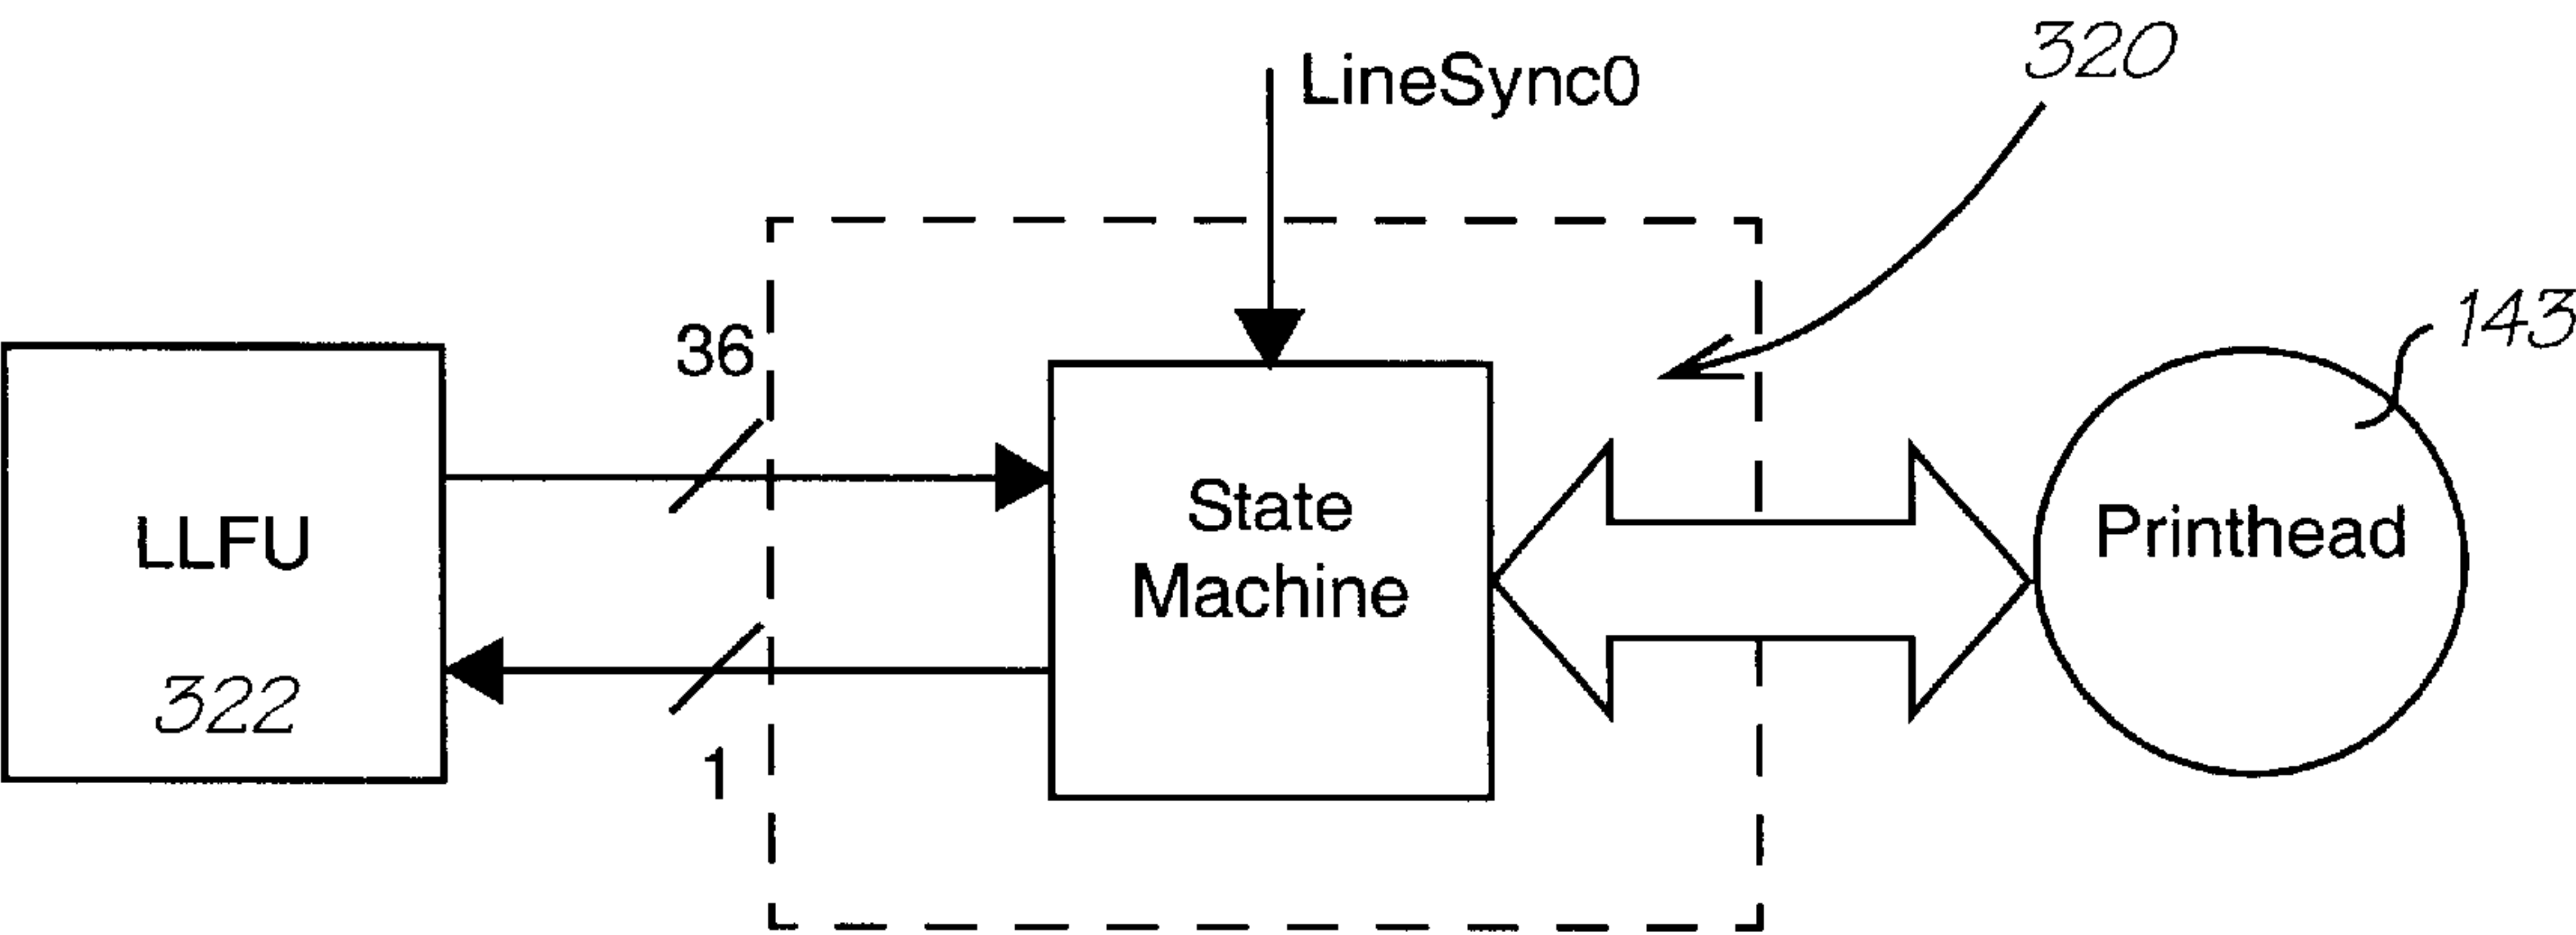 LineSync0
320
36
143
LLFU
322
State
Machine
Printhead
1